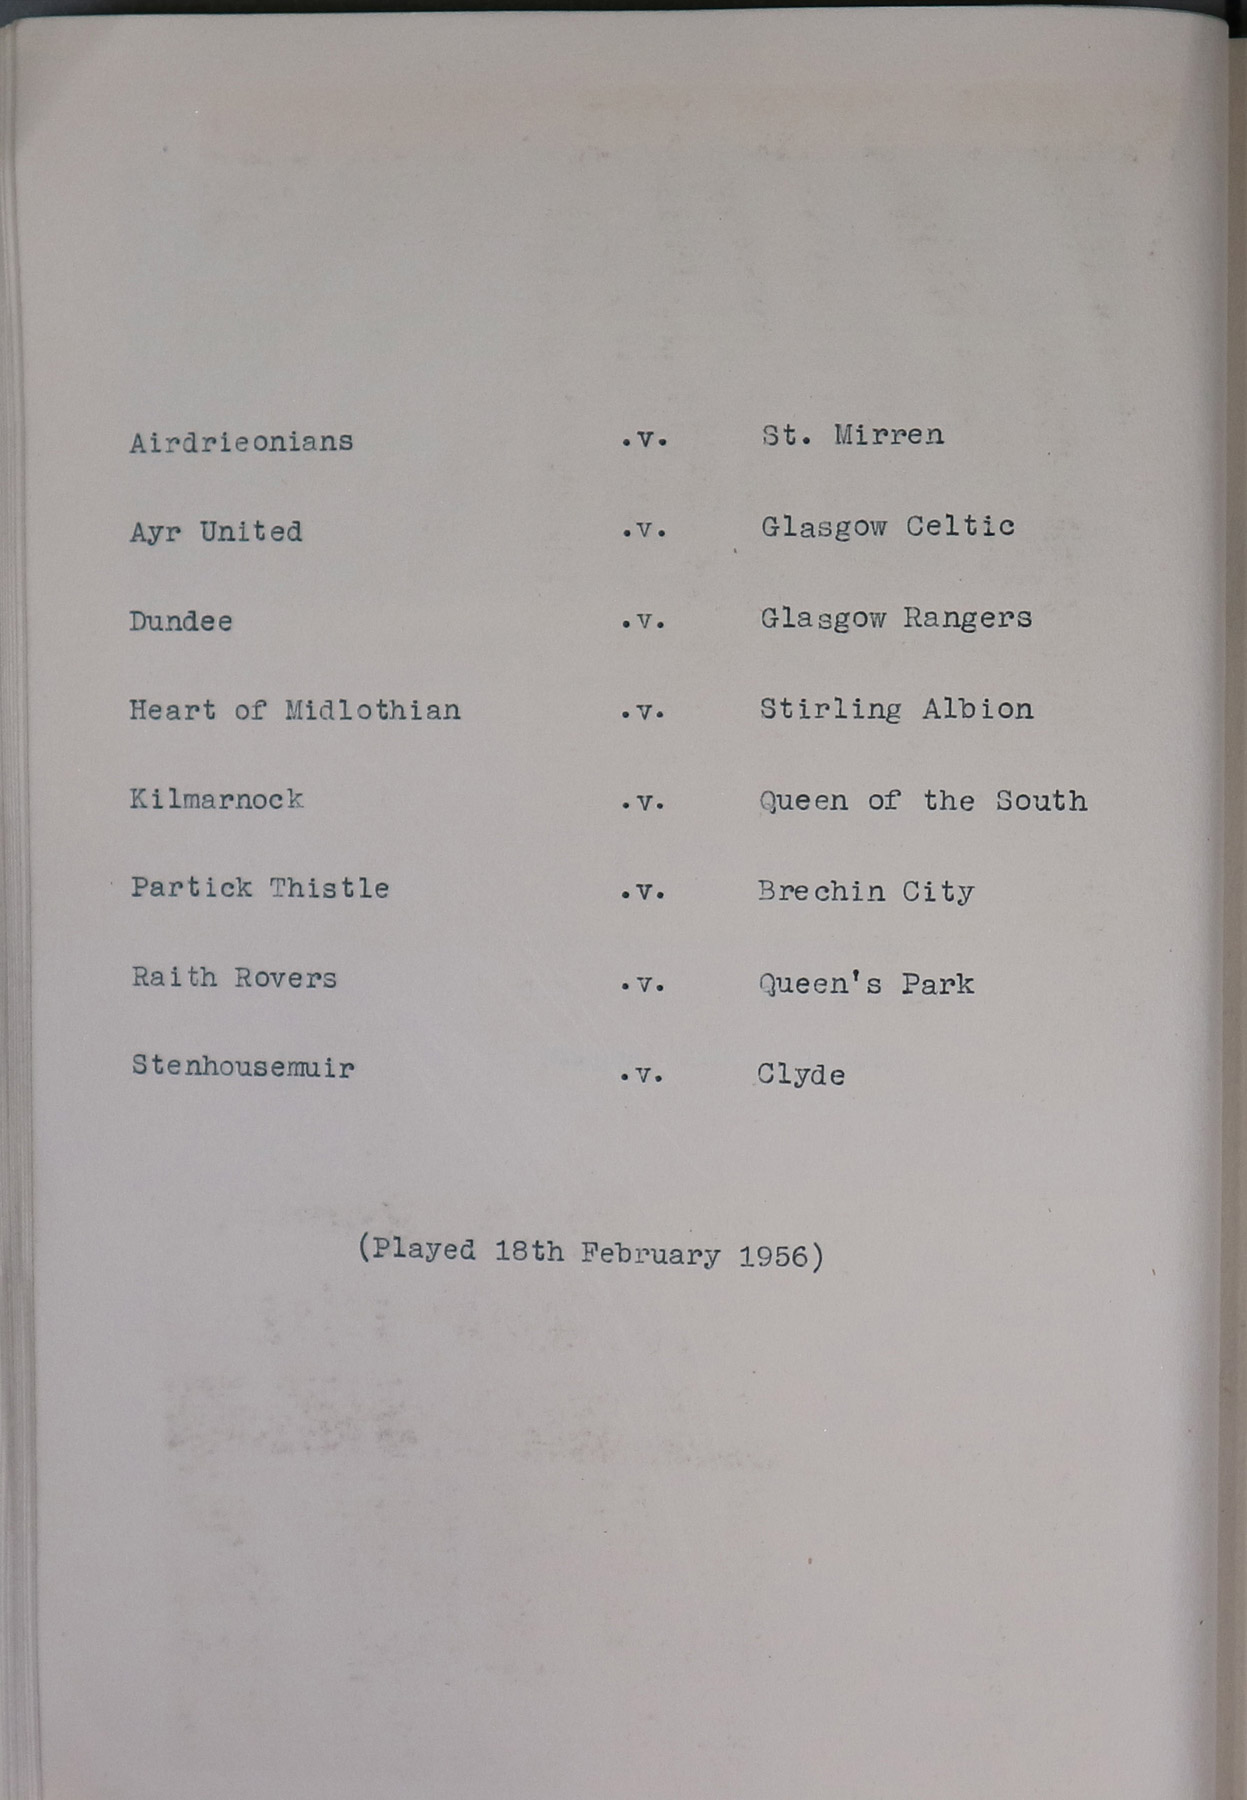 Airdrieonians .v. St. Mirren
Ayr United .v. Glasgow Celtic
Dundee .v. Glasgow Rangers
Heart of Midlothian .v. Stirling Albion
Kilmarnock .v. Queen of the South
Partick Thistle .v. Brechin City
Raith Rovers .v. Queen's Park
Stenhousemuir .v. Clyde
(Played 18th February 1956)